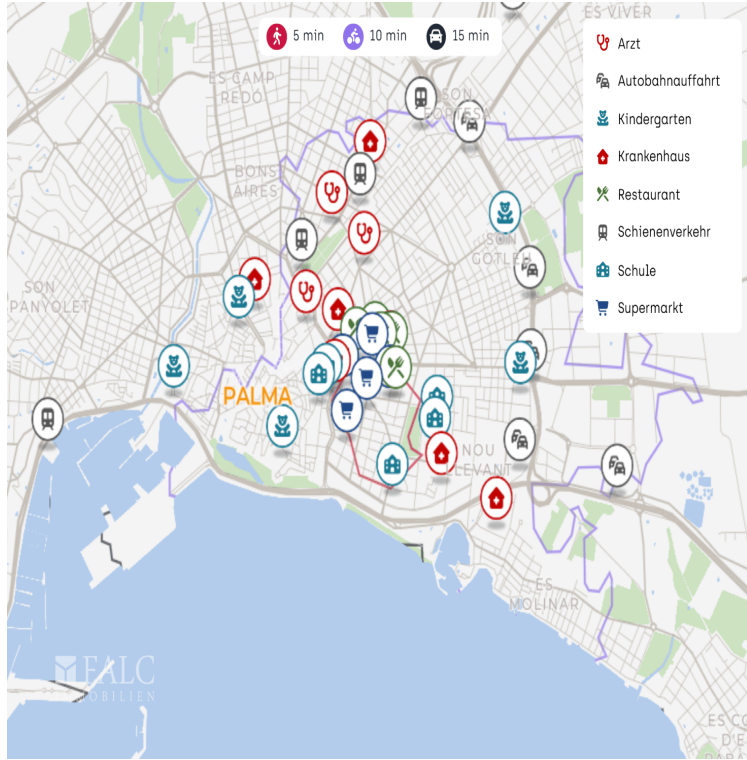 ES VIVER
5 min
10 min
15 min
Arzt
Autobahnauffahrt
Kindergarten
Krankenhaus
Restaurant
Schienenverkehr
Schule
Supermarkt
ES CAMP
REDÓ
SON
BONS
AIRES
SON
GOTLEU
SON
PANYOLET
PALMA
NOU
LLEVANT
ES
MOLINAR
FALC
MOBILIEN
ES CO
D'E